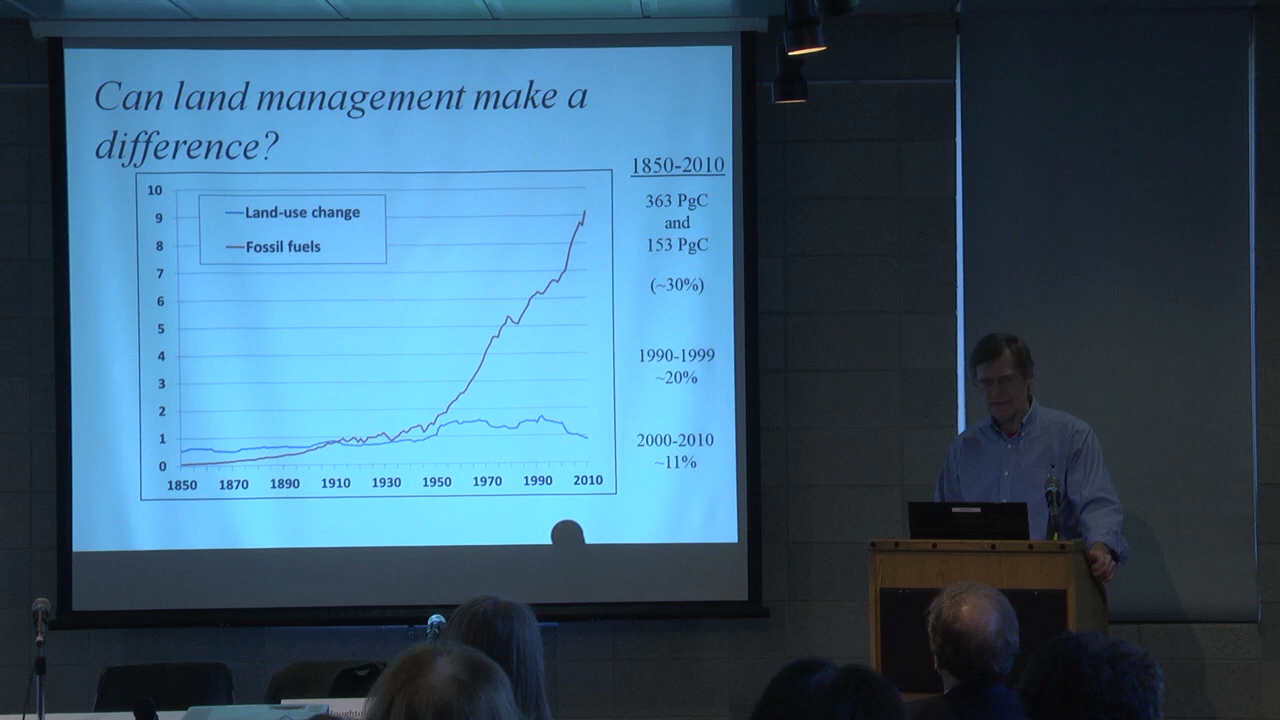 Can land management make a
difference?
1850-2010
363 PgC
and
153 PgC
(~30%)
1990-1999
~20%
2000-2010
~11%
Land-use change
Fossil fuels
10
9
8
7
6
5
4
3
2
1
0
1850 1870 1890 1910 1930 1950 1970 1990 2010